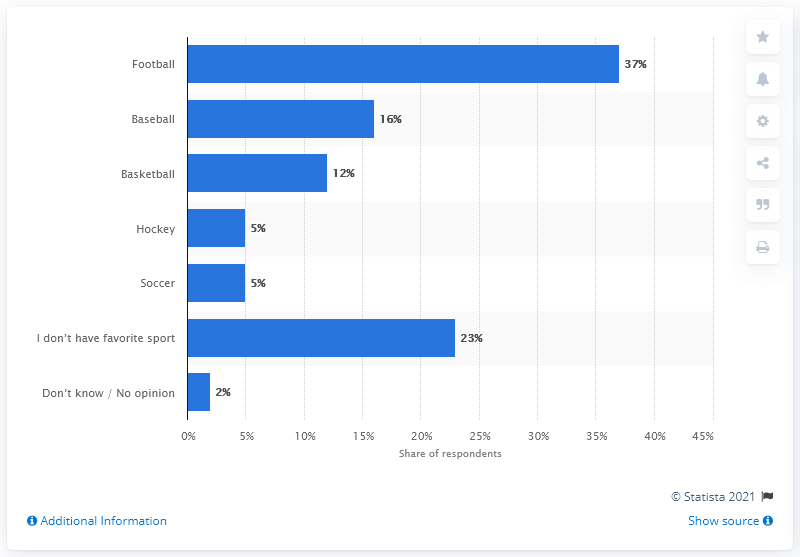 Football 37%
Baseball 16%
Basketball 12%
Hockey 5%
Soccer 5%
I don't have favorite sport 23%
Don't know / No opinion 2%
0% 5% 10% 15% 20% 25% 30% 35% 40% 45%
Share of respondents
© Statista 2021
Additional Information Show source